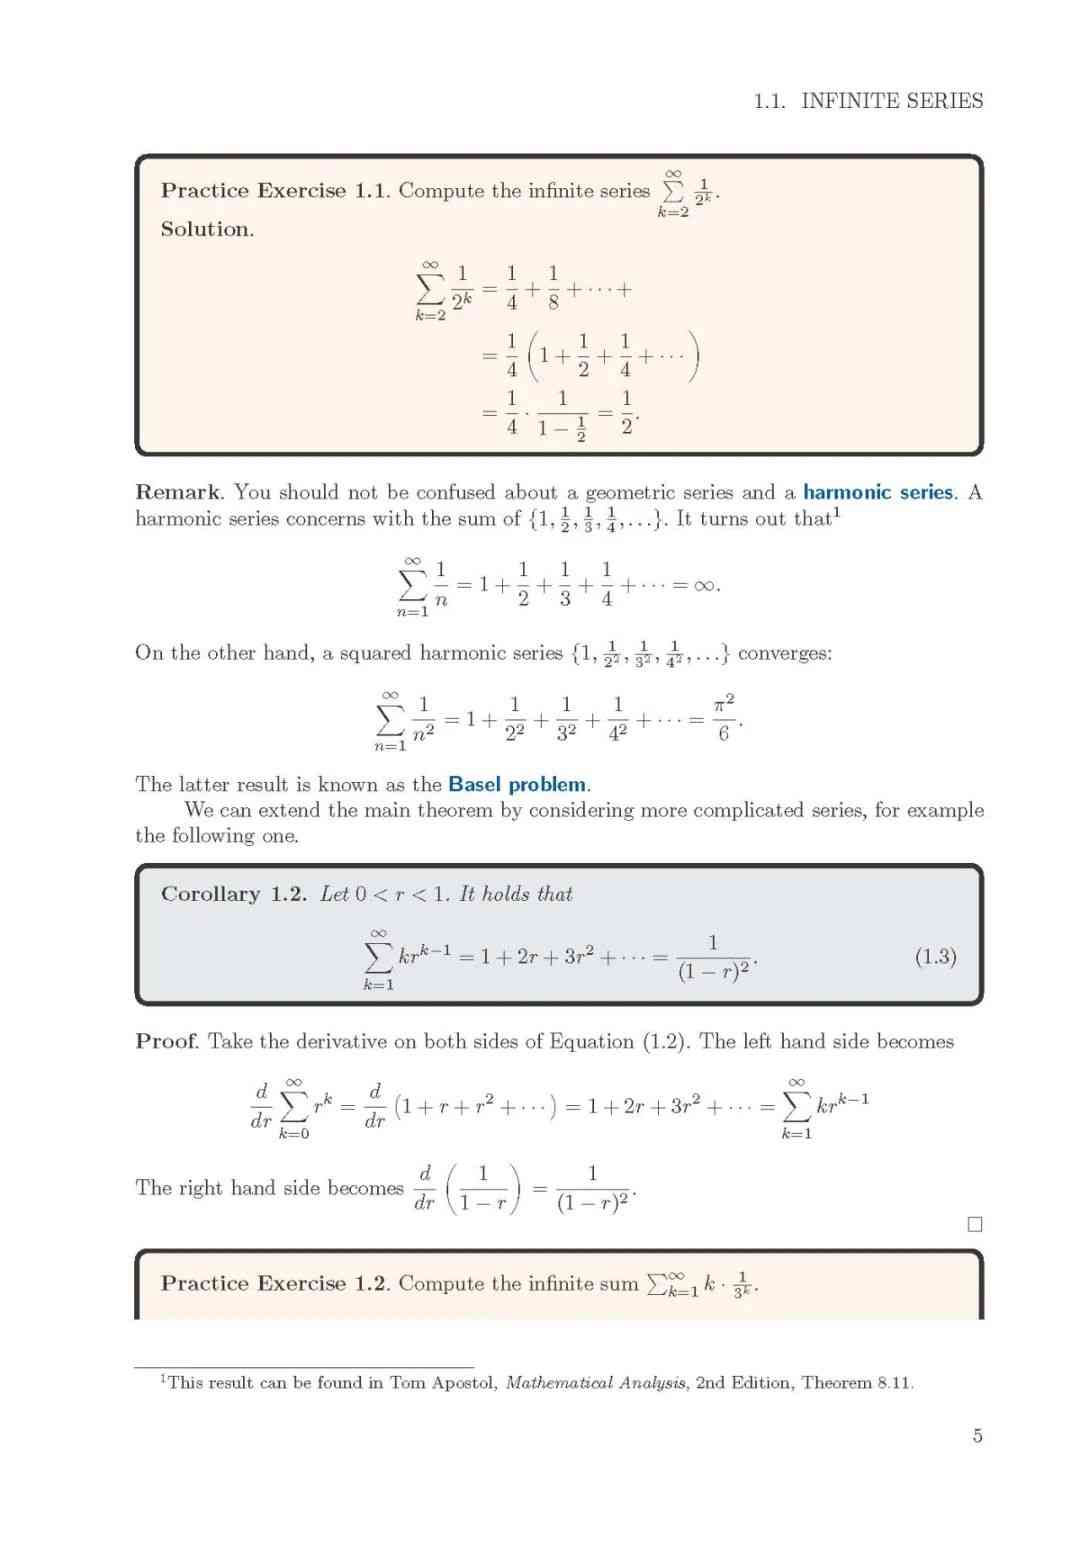 1.1. INFINITE SERIES
Practice Exercise 1.1. Compute the infinite series $\sum_{k=2}^{\infty} \frac{1}{2^k}$.
Solution.
$\sum_{k=2}^{\infty} \frac{1}{2^k} = \frac{1}{4} + \frac{1}{8} + \cdots +$
$= \frac{1}{4} \left(1 + \frac{1}{2} + \frac{1}{4} + \cdots \right)$
$= \frac{1}{4} \cdot \frac{1}{1 - \frac{1}{2}} = \frac{1}{2}.$
Remark. You should not be confused about a geometric series and a harmonic series. A
harmonic series concerns with the sum of $\{1, \frac{1}{2}, \frac{1}{3}, \frac{1}{4}, \ldots\}$. It turns out that¹
$\sum_{n=1}^{\infty} \frac{1}{n} = 1 + \frac{1}{2} + \frac{1}{3} + \frac{1}{4} + \cdots = \infty.$
On the other hand, a squared harmonic series $\{1, \frac{1}{2^2}, \frac{1}{3^2}, \frac{1}{4^2}, \ldots\}$ converges:
$\sum_{n=1}^{\infty} \frac{1}{n^2} = 1 + \frac{1}{2^2} + \frac{1}{3^2} + \frac{1}{4^2} + \cdots = \frac{\pi^2}{6}.$
The latter result is known as the Basel problem.
We can extend the main theorem by considering more complicated series, for example
the following one.
Corollary 1.2. Let $0 < r < 1$. It holds that
$\sum_{k=1}^{\infty} kr^{k-1} = 1 + 2r + 3r^2 + \cdots = \frac{1}{(1-r)^2}.$ (1.3)
Proof. Take the derivative on both sides of Equation (1.2). The left hand side becomes
$\frac{d}{dr} \sum_{k=0}^{\infty} r^k = \frac{d}{dr} \left(1 + r + r^2 + \cdots \right) = 1 + 2r + 3r^2 + \cdots = \sum_{k=1}^{\infty} kr^{k-1}$
The right hand side becomes $\frac{d}{dr} \left( \frac{1}{1-r} \right) = \frac{1}{(1-r)^2}.$
□
Practice Exercise 1.2. Compute the infinite sum $\sum_{k=1}^{\infty} k \cdot \frac{1}{3^k}$.
¹This result can be found in Tom Apostol, Mathematical Analysis, 2nd Edition, Theorem 8.11.
5